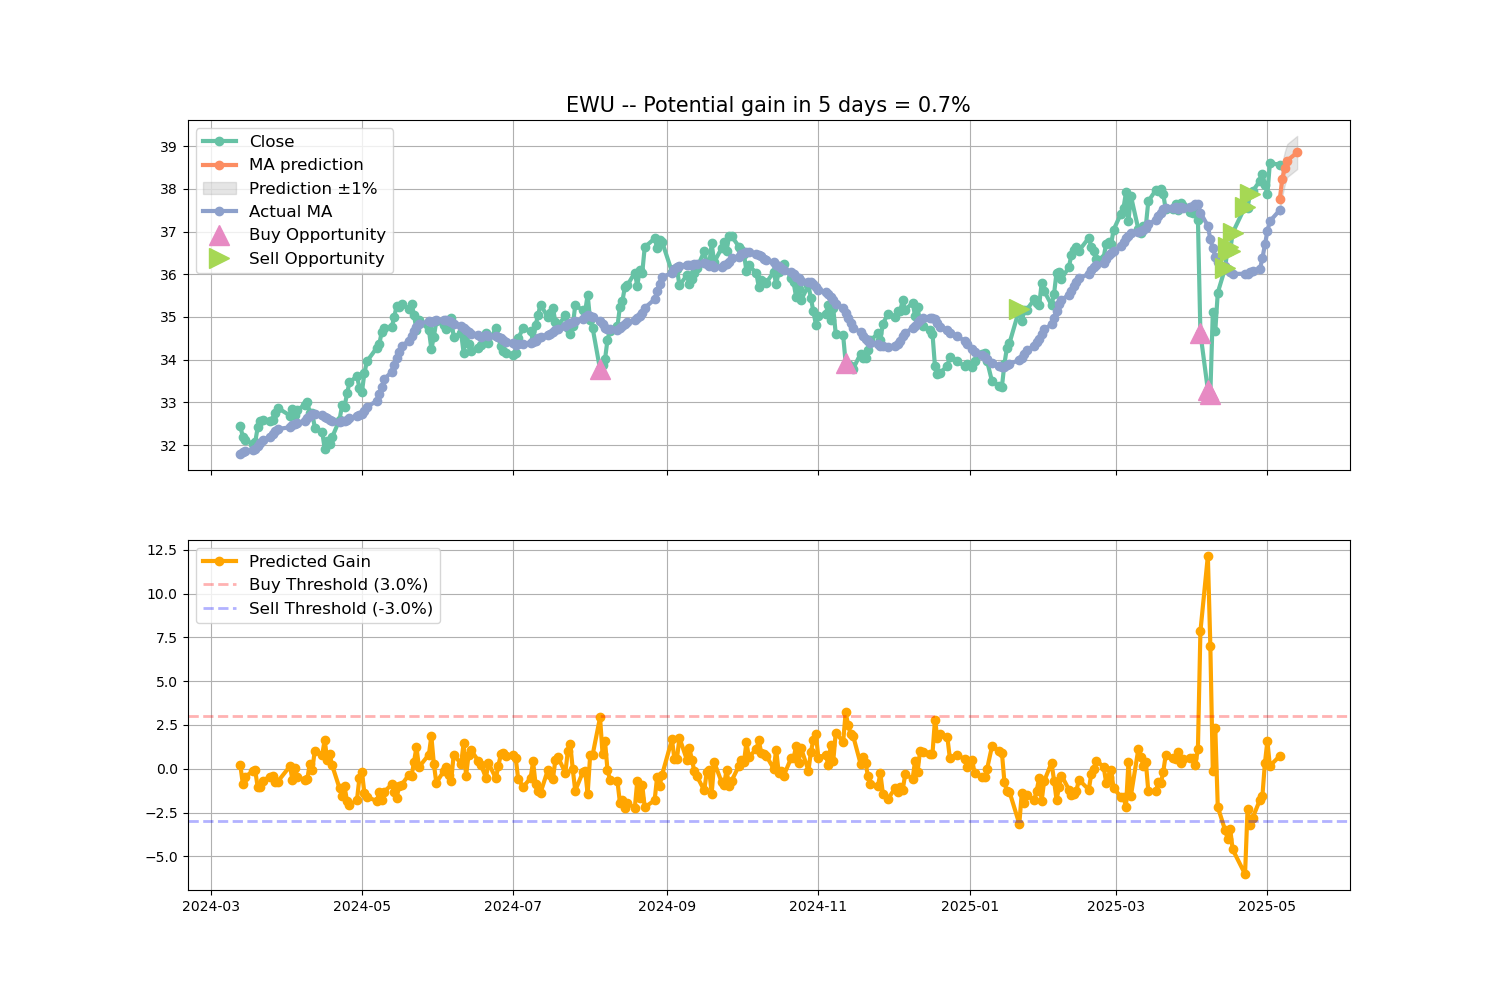 EWU -- Potential gain in 5 days = 0.7%
Close
MA prediction
Prediction ±1%
Actual MA
Buy Opportunity
Sell Opportunity
39
38
37
36
35
34
33
32
Predicted Gain
Buy Threshold (3.0%)
Sell Threshold (-3.0%)
12.5
10.0
7.5
5.0
2.5
0.0
−2.5
−5.0
2024-03 2024-05 2024-07 2024-09 2024-11 2025-01 2025-03 2025-05